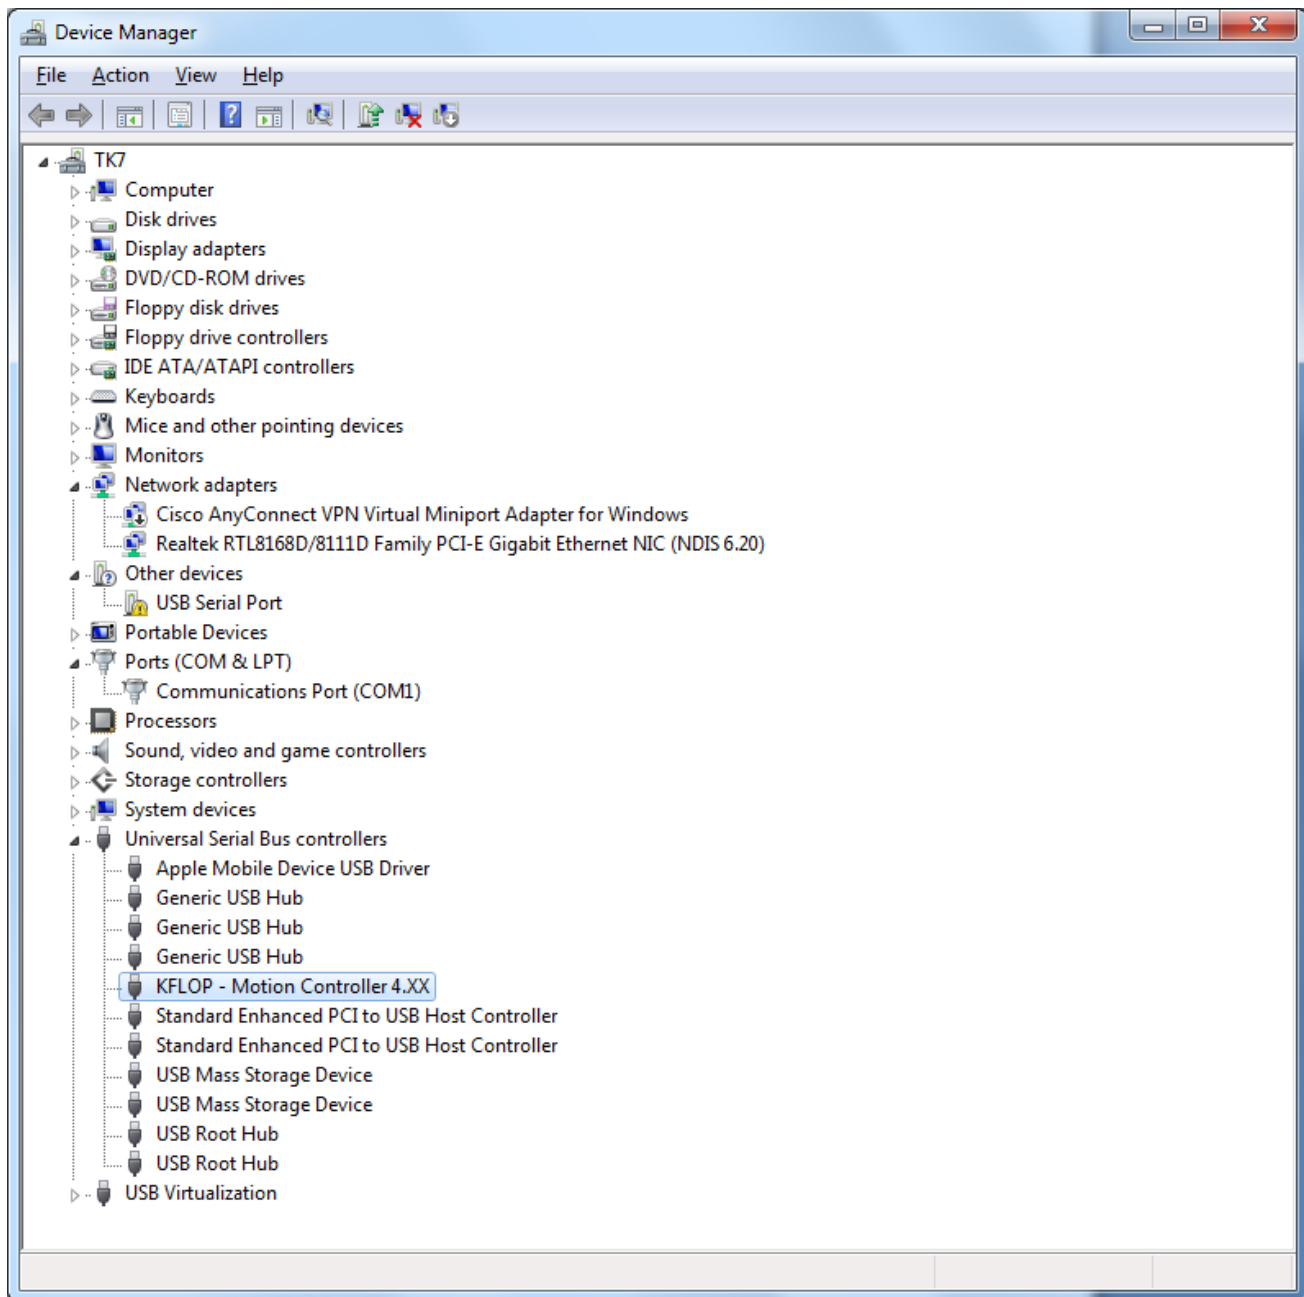 Device Manager
File Action View Help
TK7
Computer
Disk drives
Display adapters
DVD/CD-ROM drives
Floppy disk drives
Floppy drive controllers
IDE ATA/ATAPI controllers
Keyboards
Mice and other pointing devices
Monitors
Network adapters
Cisco AnyConnect VPN Virtual Miniport Adapter for Windows
Realtek RTL8168D/8111D Family PCI-E Gigabit Ethernet NIC (NDIS 6.20)
Other devices
USB Serial Port
Portable Devices
Ports (COM & LPT)
Communications Port (COM1)
Processors
Sound, video and game controllers
Storage controllers
System devices
Universal Serial Bus controllers
Apple Mobile Device USB Driver
Generic USB Hub
Generic USB Hub
Generic USB Hub
KFLOP - Motion Controller 4.XX
Standard Enhanced PCI to USB Host Controller
Standard Enhanced PCI to USB Host Controller
USB Mass Storage Device
USB Mass Storage Device
USB Root Hub
USB Root Hub
USB Virtualization